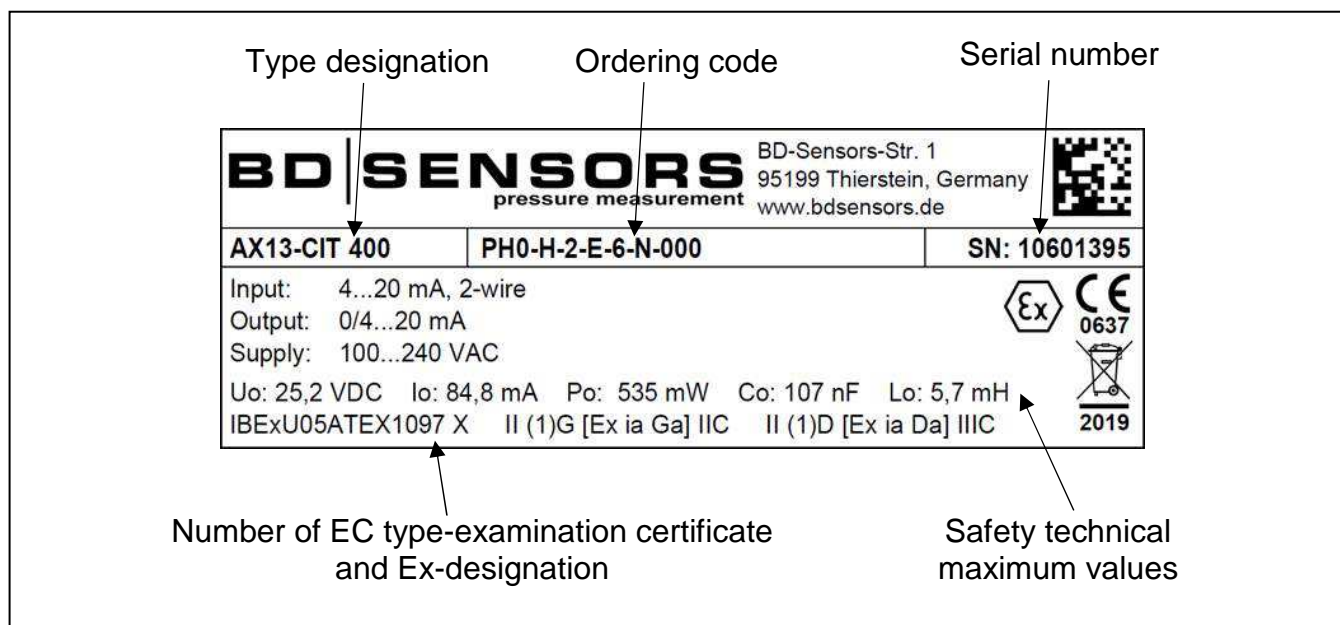 Type designation Ordering code Serial number
BD SENSORS
pressure measurement
BD-Sensors-Str. 1
95199 Thierstein, Germany
www.bdsensors.de
AX13-CIT 400 PH0-H-2-E-6-N-000 SN: 10601395
Input: 4...20 mA, 2-wire
Output: 0/4...20 mA
Supply: 100...240 VAC
Ex CE
0637
Uo: 25,2 VDC Io: 84,8 mA Po: 535 mW Co: 107 nF Lo: 5,7 mH
IBExU05ATEX1097 X II (1)G [Ex ia Ga] IIC II (1)D [Ex ia Da] IIIC 2019
Number of EC type-examination certificate
and Ex-designation
Safety technical
maximum values